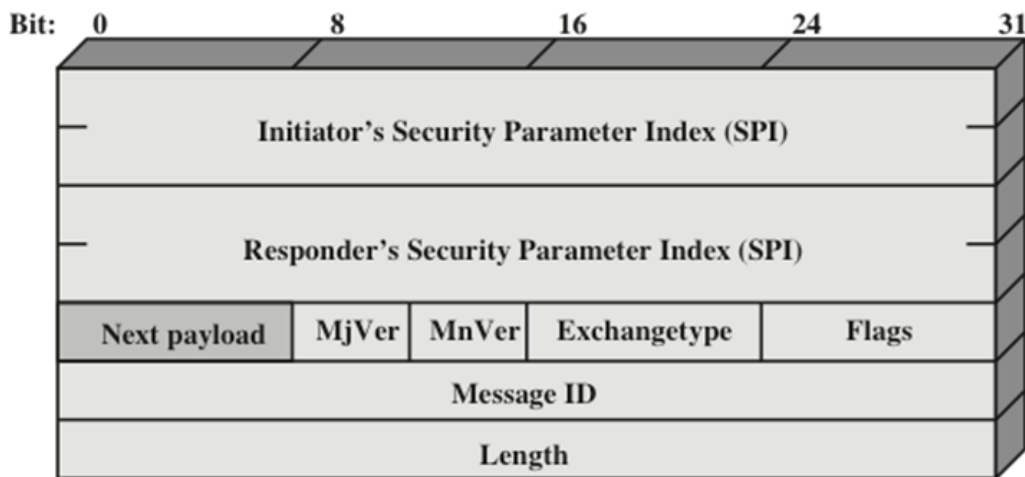 Bit: 0 8 16 24 31
Initiator's Security Parameter Index (SPI)
Responder's Security Parameter Index (SPI)
Next payload MjVer MnVer Exchangetype Flags
Message ID
Length